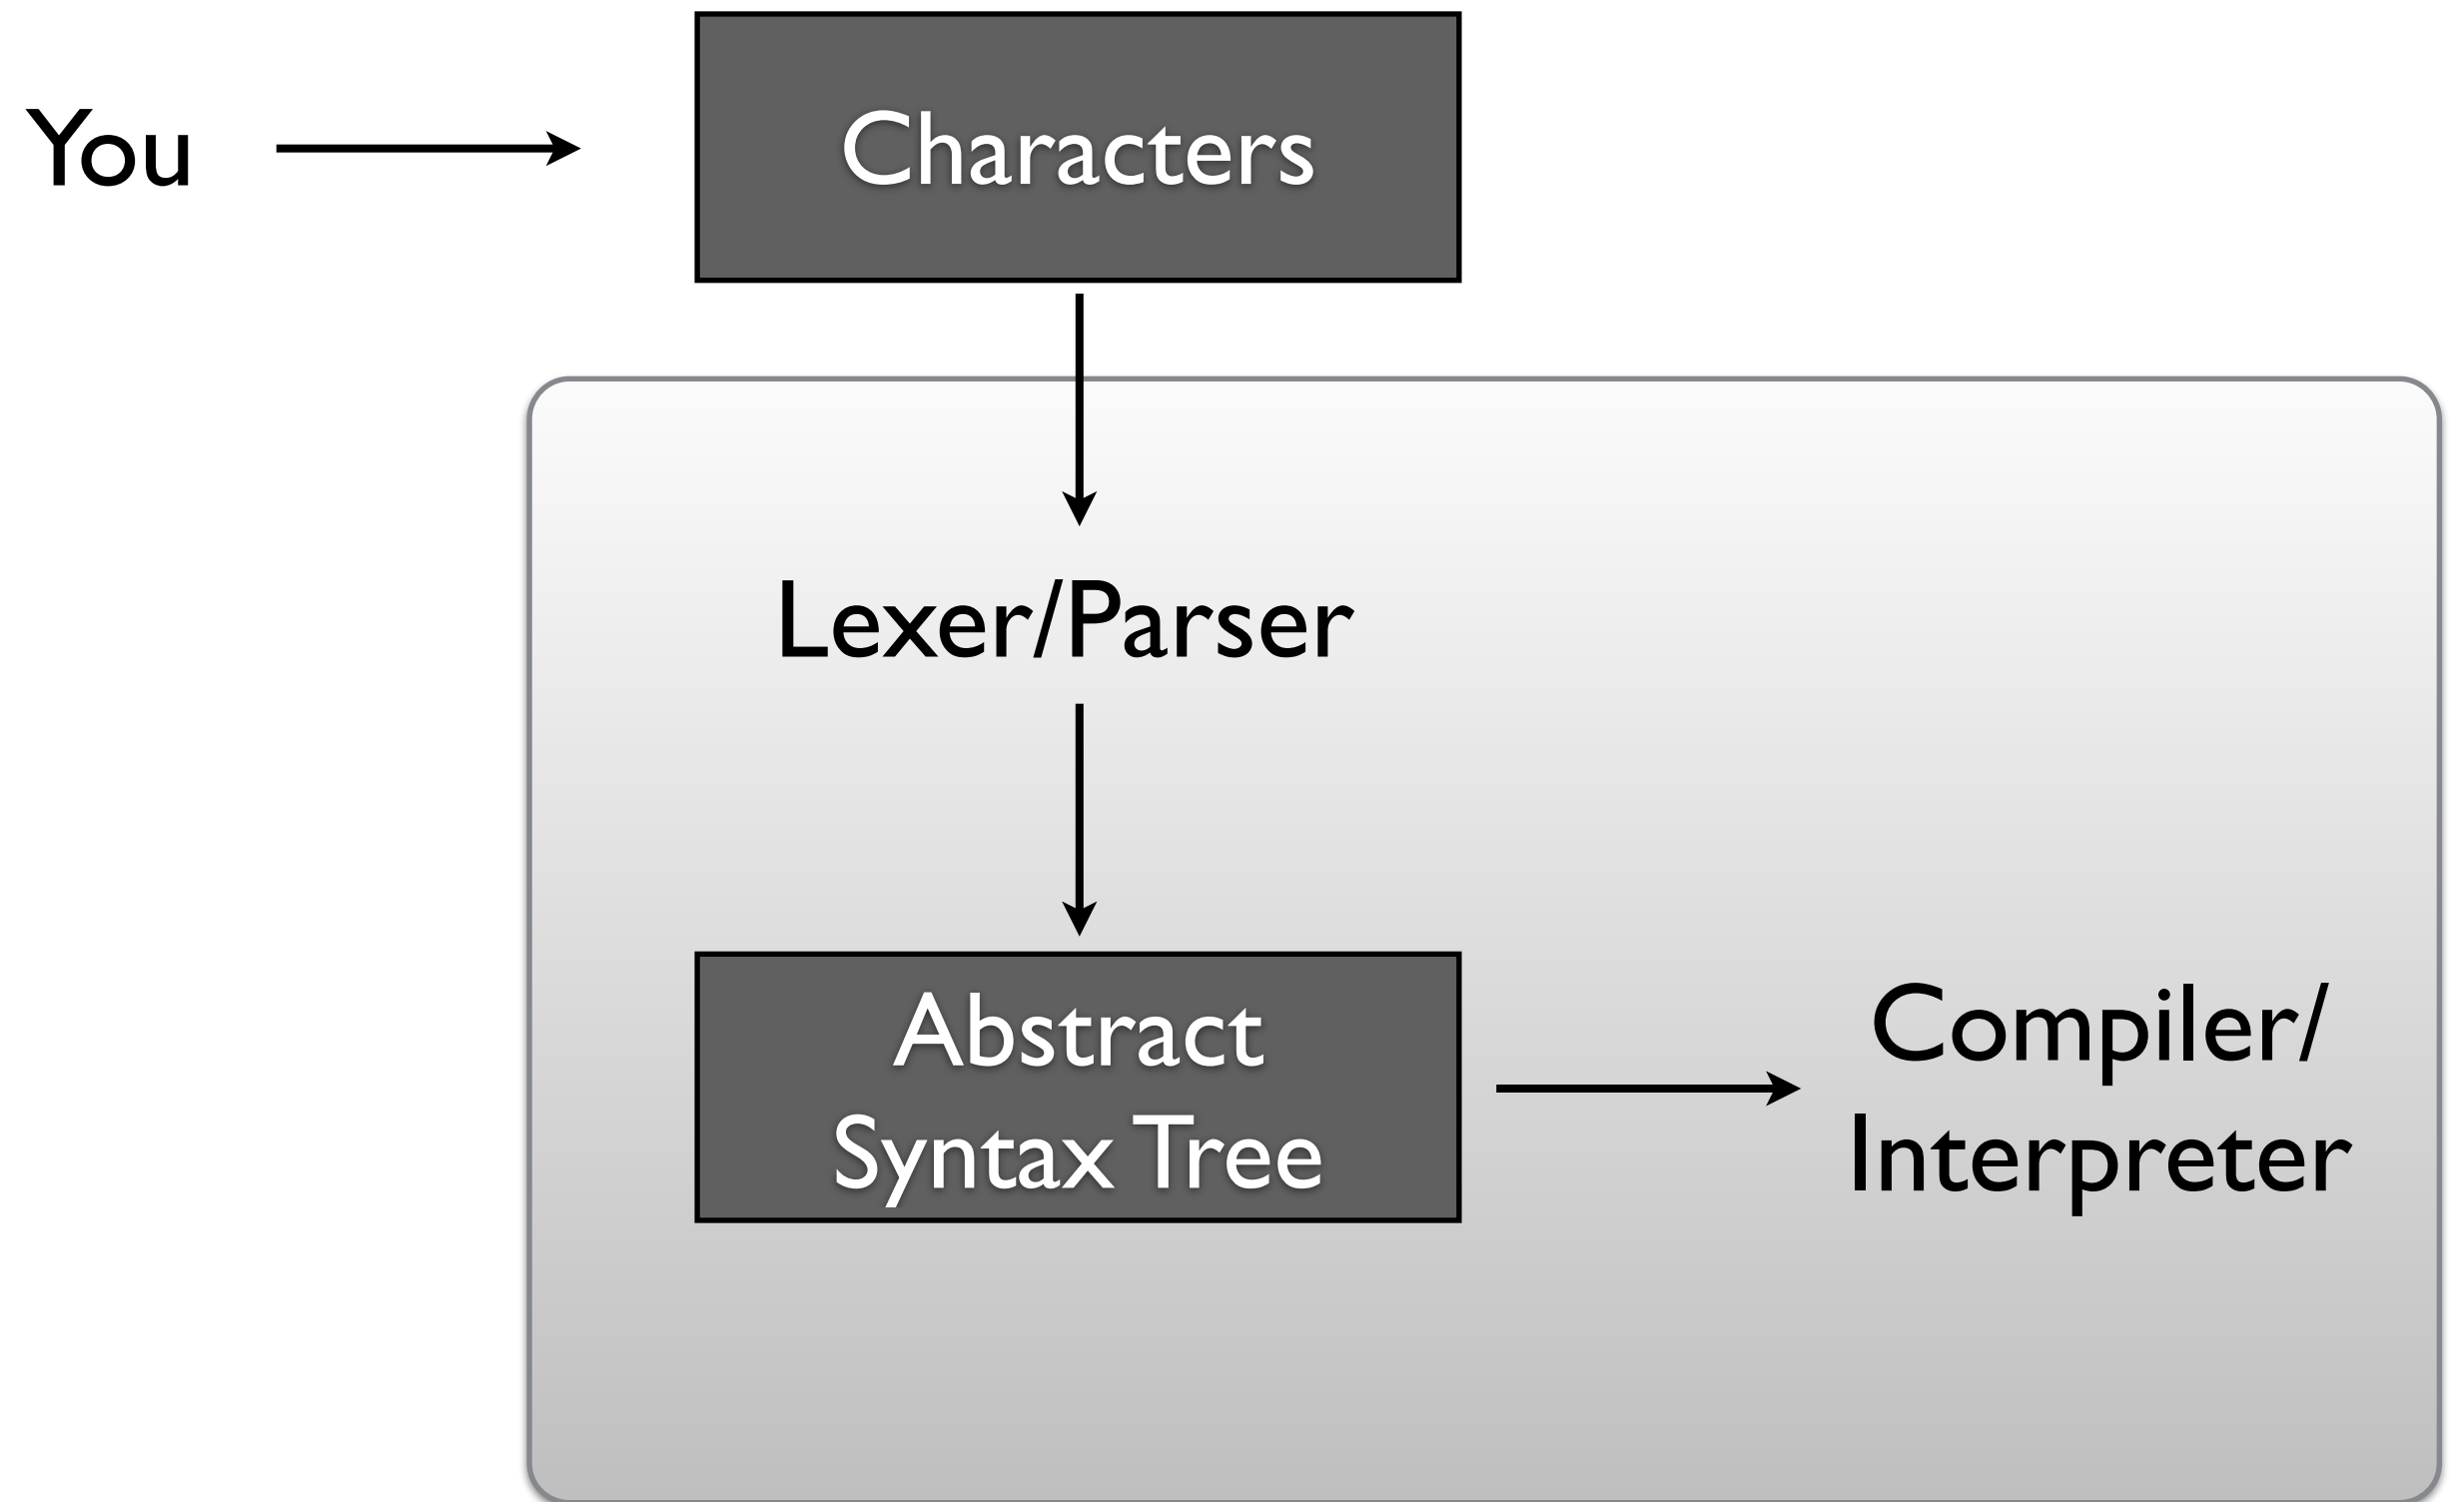 You
Characters
Lexer/Parser
Abstract
Syntax Tree
Compiler/
Interpreter